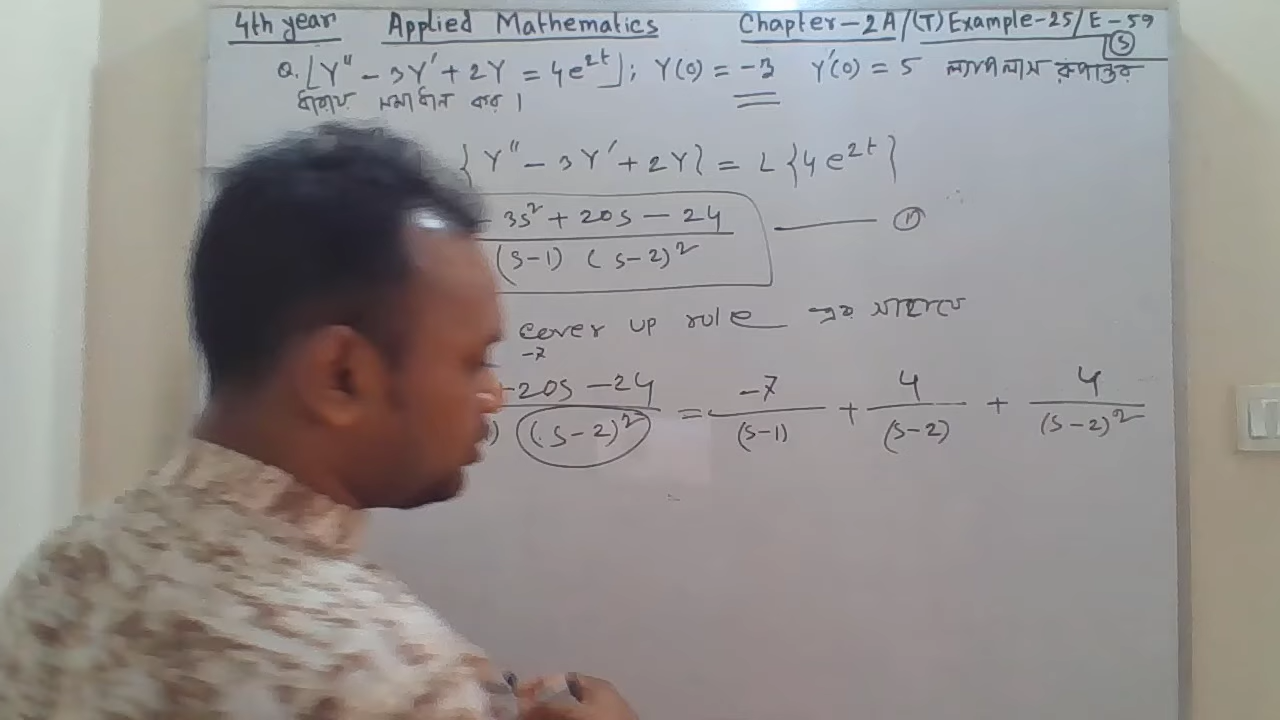 4th year Applied Mathematics Chapter-2A/(T)Example-25/E-59
(S)
Q. [Y" - 3Y' + 2Y = 4e^{2t}]; Y(0) = -3 Y'(0) = 5 ল্যাপলাস রূপান্তর
দ্বারায় সমাধান কর।
{Y" - 3Y' + 2Y} = L {4e^{2t}}
- 3s² + 20s - 24
(s-1) (s-2)²
cover up rule এর সাহায্যে
-7
-20s - 24 = -7 + 4 + 4
) (s-2)² (s-1) (s-2) (s-2)²